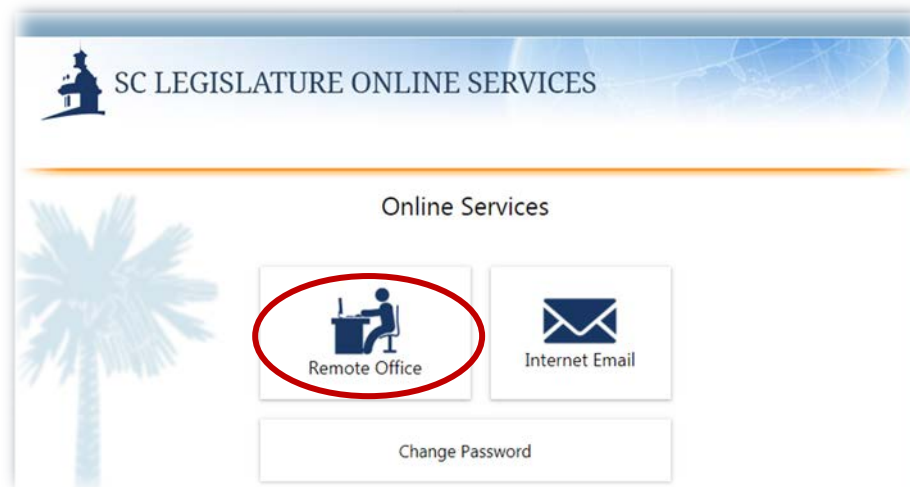 SC LEGISLATURE ONLINE SERVICES
Online Services
Remote Office
Internet Email
Change Password